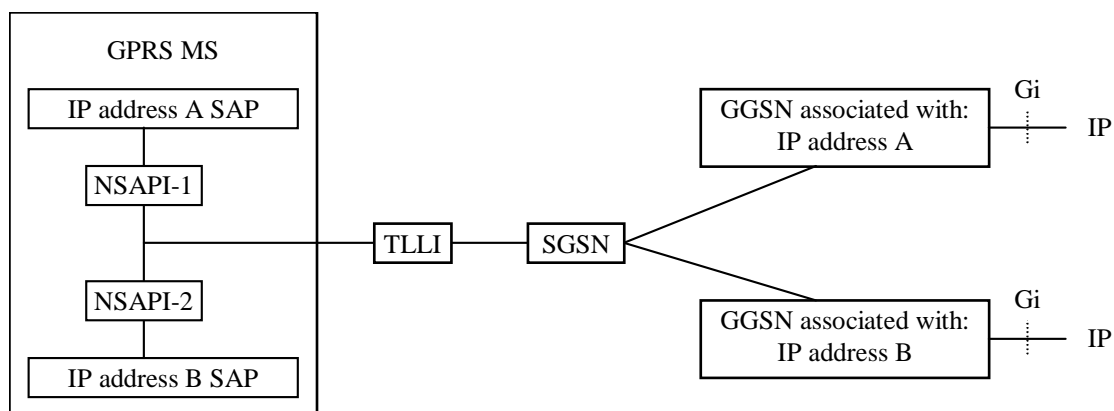 GPRS MS
IP address A SAP
NSAPI-1
NSAPI-2
IP address B SAP
TLLI
SGSN
GGSN associated with:
IP address A
Gi
IP
GGSN associated with:
IP address B
Gi
IP